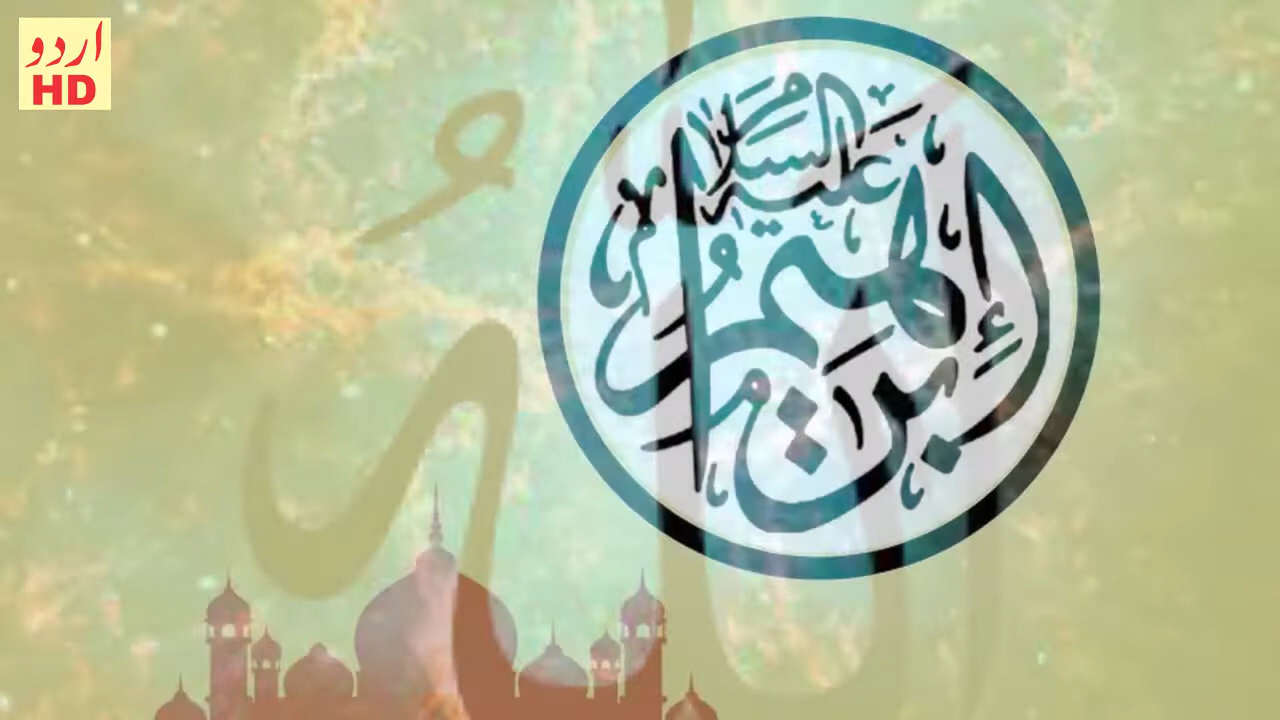 اردو
HD
إبراهيم
عليه السلام